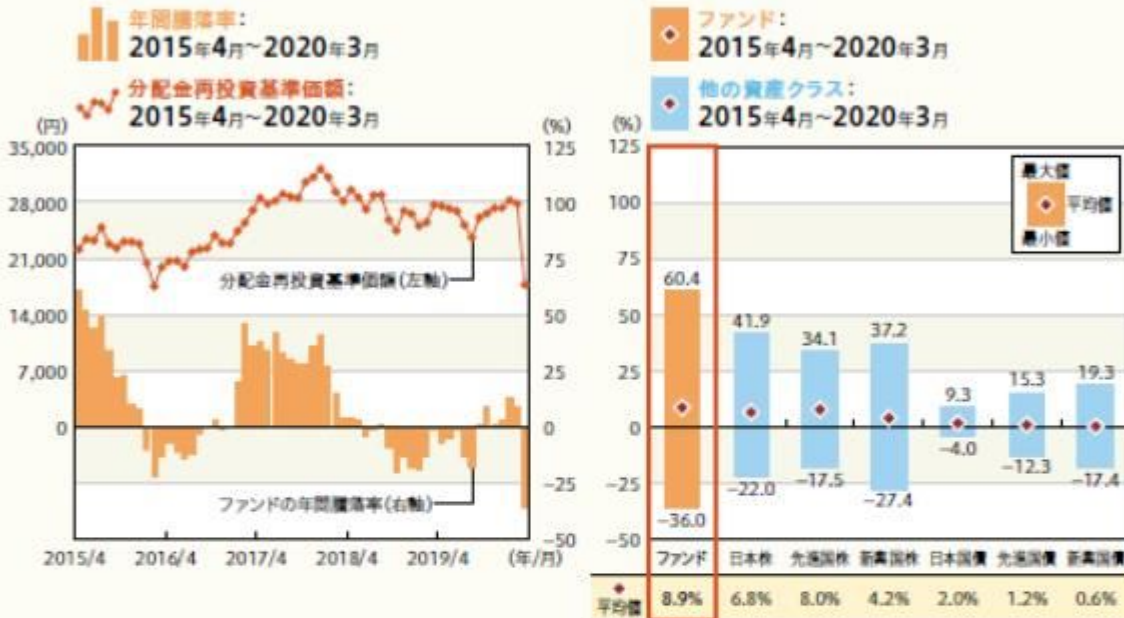 年間騰落率:
2015年4月~2020年3月
分配金再投資基準価額:
2015年4月~2020年3月
(円)
(%)
35,000
28,000
21,000
14,000
7,000
0
125
100
75
50
25
0
−25
−50
分配金再投資基準価額(左軸)
ファンドの年間騰落率(右軸)
2015/4 2016/4 2017/4 2018/4 2019/4 (年/月)
ファンド:
2015年4月~2020年3月
他の資産クラス:
2015年4月~2020年3月
(%)
125
100
75
50
25
0
−25
−50
最大値
平均値
最小値
60.4 41.9 34.1 37.2 9.3 15.3 19.3
−36.0 −22.0 −17.5 −27.4 −4.0 −12.3 −17.4
ファンド 日本株 先進国株 新興国株 日本国債 先進国債 新興国債
平均値 8.9% 6.8% 8.0% 4.2% 2.0% 1.2% 0.6%